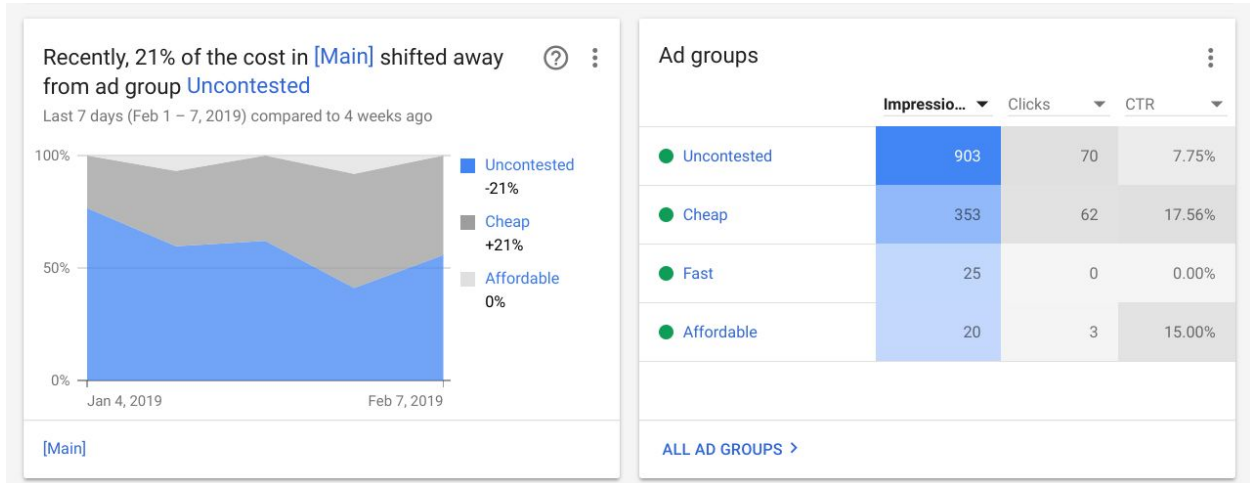 Recently, 21% of the cost in [Main] shifted away
from ad group Uncontested
Last 7 days (Feb 1 – 7, 2019) compared to 4 weeks ago
100%
50%
0%
Jan 4, 2019
Feb 7, 2019
Uncontested
-21%
Cheap
+21%
Affordable
0%
[Main]
Ad groups
Impressio... Clicks CTR
Uncontested 903 70 7.75%
Cheap 353 62 17.56%
Fast 25 0 0.00%
Affordable 20 3 15.00%
ALL AD GROUPS